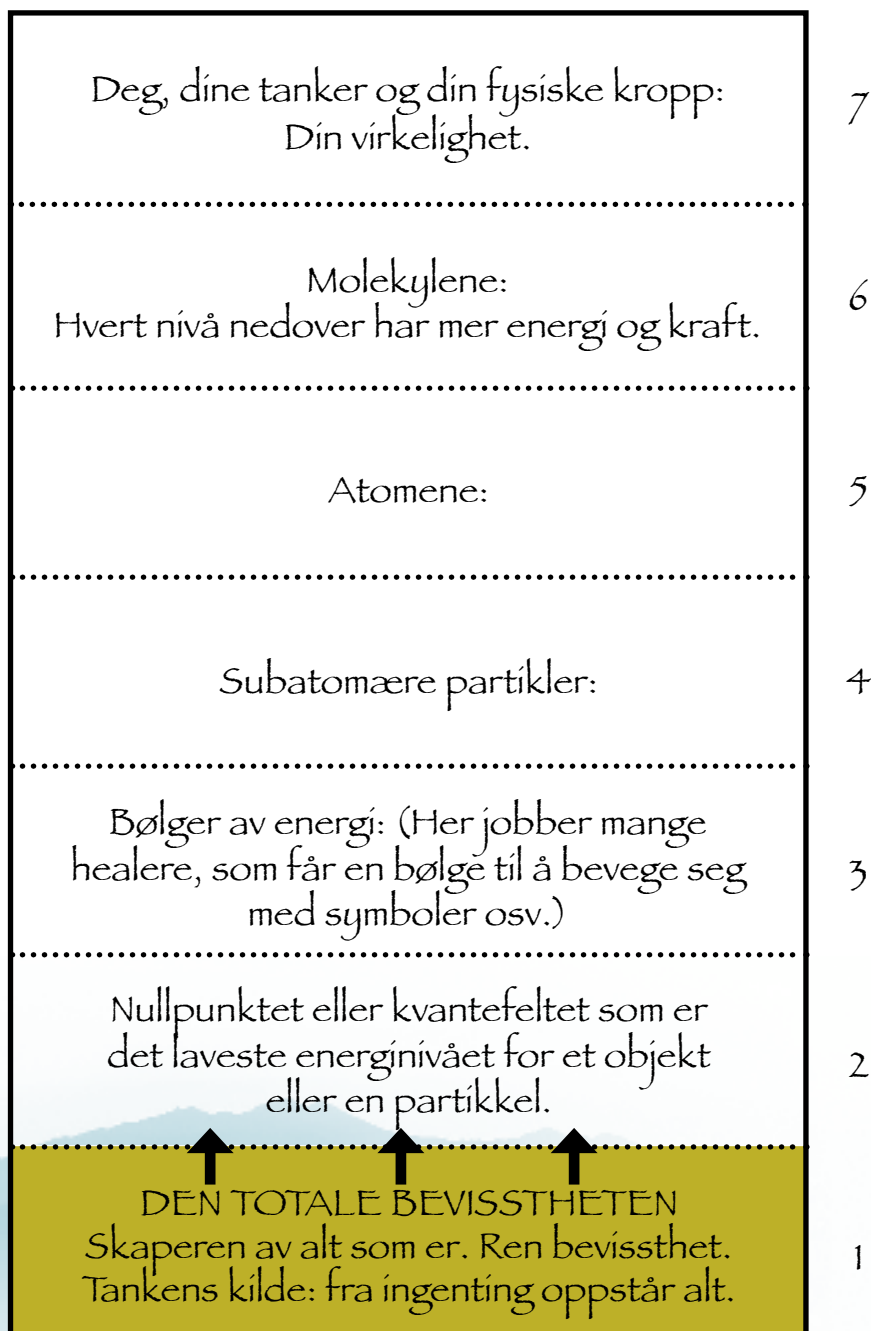 Deg, dine tanker og din fysiske kropp:
Din virkelighet.
7
Molekylene:
Hvert nivå nedover har mer energi og kraft.
6
Atomene:
5
Subatomære partikler:
4
Bølger av energi: (Her jobber mange
healere, som får en bølge til å bevege seg
med symboler osv.)
3
Nullpunktet eller kvantefeltet som er
det laveste energinivået for et objekt
eller en partikkel.
2
DEN TOTALE BEVISSTHETEN
Skaperen av alt som er. Ren bevissthet.
Tankens kilde: fra ingenting oppstår alt.
1